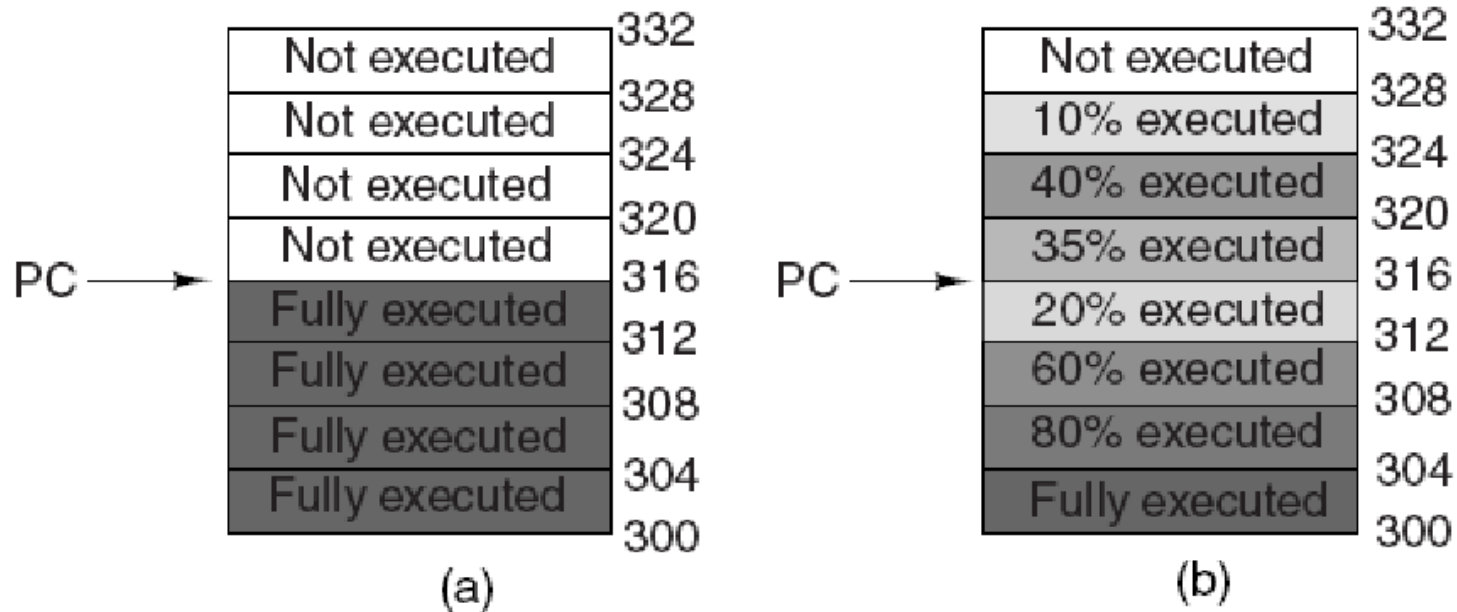 332
Not executed
328
Not executed
324
Not executed
320
Not executed
PC
316
Fully executed
312
Fully executed
308
Fully executed
304
Fully executed
300
(a)
332
Not executed
328
10% executed
324
40% executed
320
35% executed
PC
316
20% executed
312
60% executed
308
80% executed
304
Fully executed
300
(b)